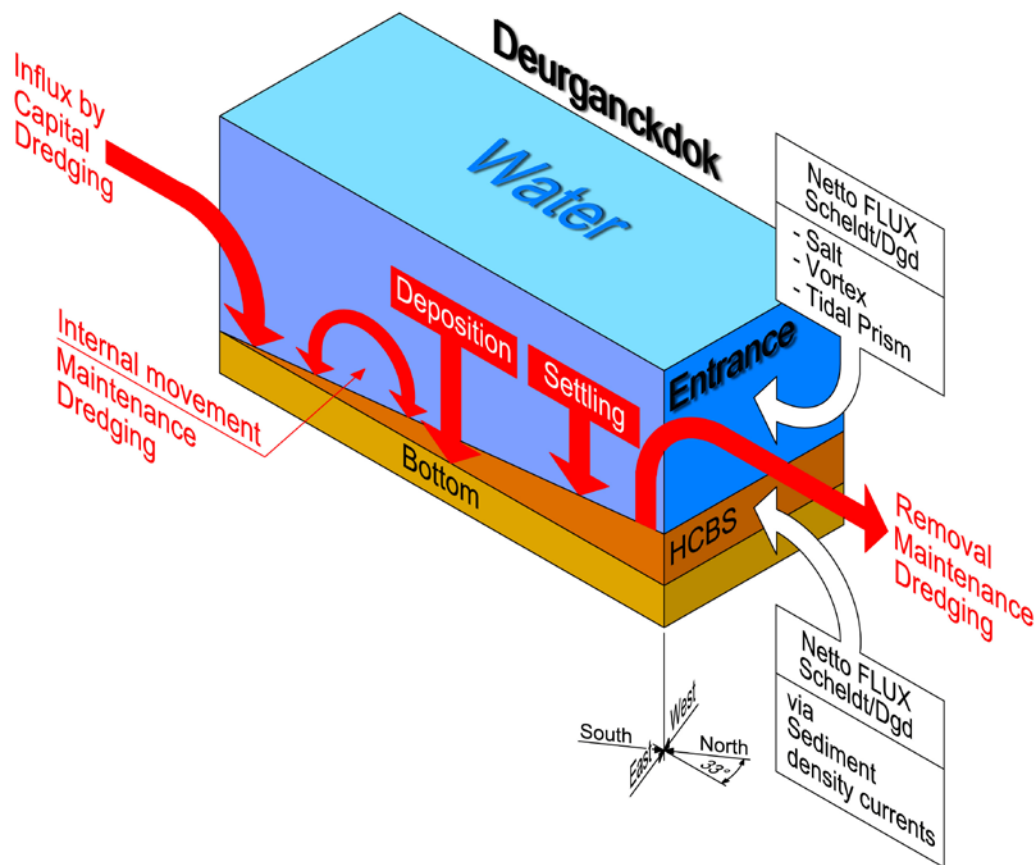 Deurganckdok
Influx by
Capital
Dredging
Water
Netto FLUX
Scheldt/Dgd
- Salt
- Vortex
- Tidal Prism
Deposition
Settling
Entrance
Internal movement
Maintenance
Dredging
Bottom
HCBS
Removal
Maintenance
Dredging
Netto FLUX
Scheldt/Dgd
via
Sediment
density currents
West
South
North
East
33°